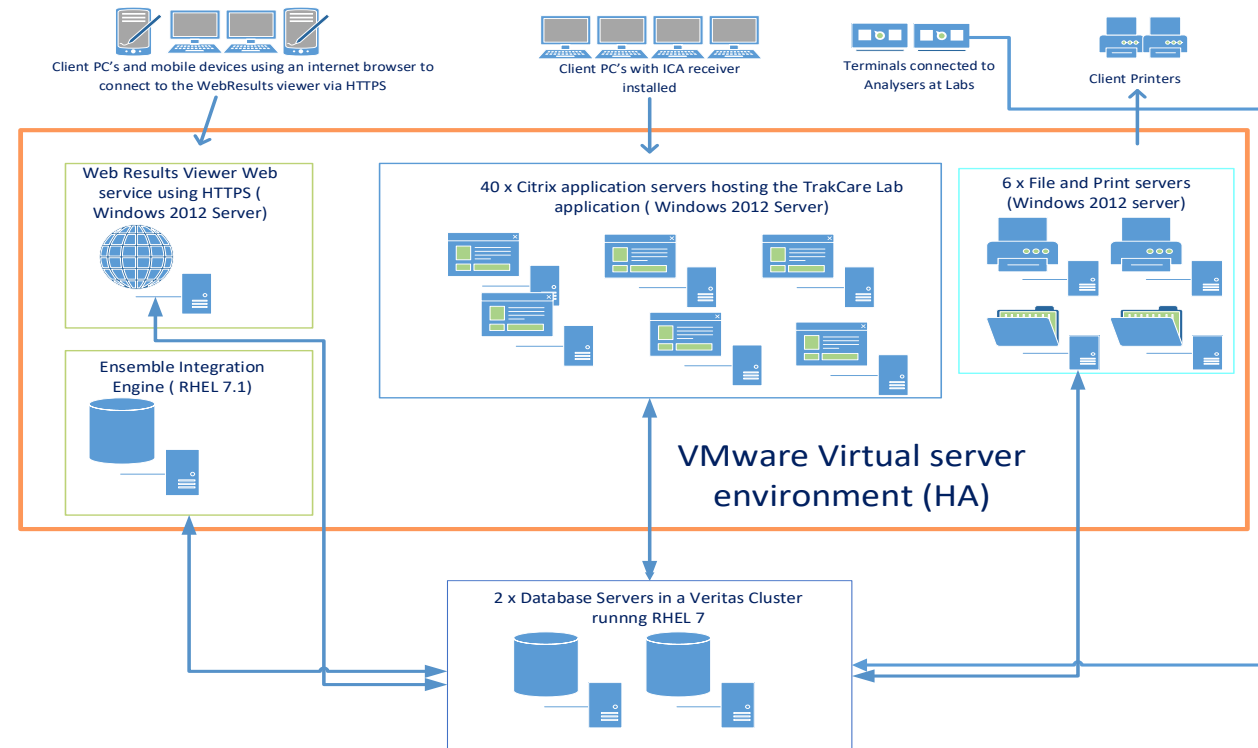 Client PC's and mobile devices using an internet browser to
connect to the WebResults viewer via HTTPS
Client PC's with ICA receiver
installed
Terminals connected to
Analysers at Labs
Client Printers
Web Results Viewer Web
service using HTTPS (
Windows 2012 Server)
40 x Citrix application servers hosting the TrakCare Lab
application ( Windows 2012 Server)
6 x File and Print servers
(Windows 2012 server)
Ensemble Integration
Engine ( RHEL 7.1)
VMware Virtual server
environment (HA)
2 x Database Servers in a Veritas Cluster
runnng RHEL 7